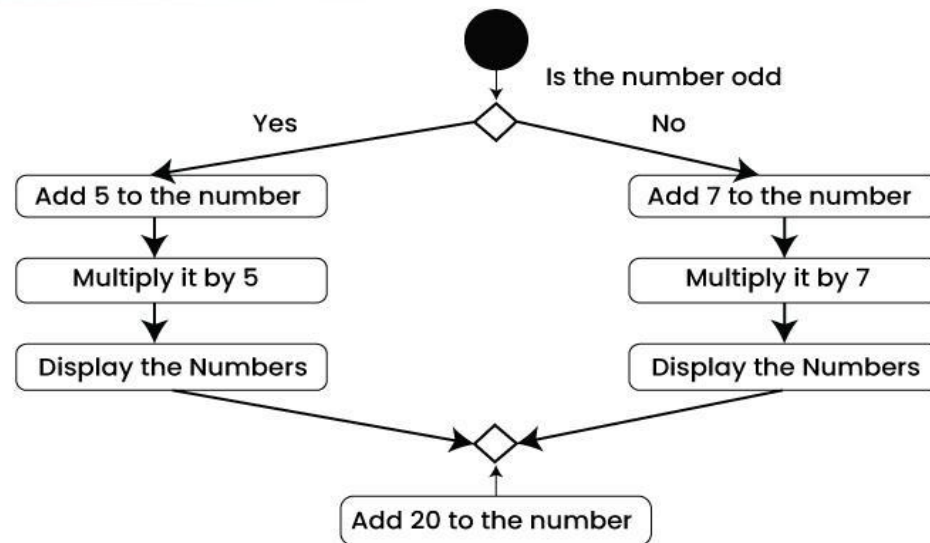 Is the number odd
Yes
No
Add 5 to the number
Add 7 to the number
Multiply it by 5
Multiply it by 7
Display the Numbers
Display the Numbers
Add 20 to the number